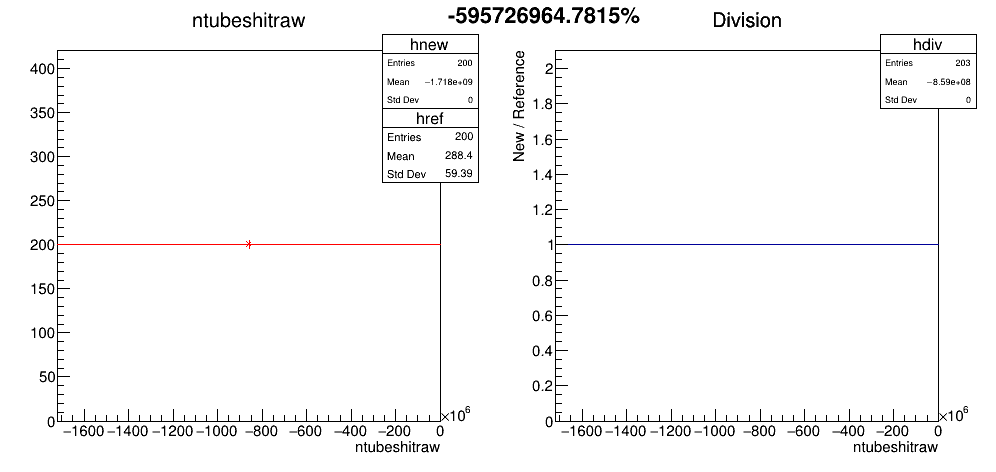 -595726964.7815%
ntubeshitraw
hnew
Entries 200
Mean −1.718e+09
Std Dev 0
href
Entries 200
Mean 288.4
Std Dev 59.39
400
350
300
250
200
150
100
50
0
−1600 −1400 −1200 −1000 −800 −600 −400 −200 0
×10⁶
ntubeshitraw
Division
hdiv
Entries 203
Mean −8.59e+08
Std Dev 0
New / Reference
2
1.8
1.6
1.4
1.2
1
0.8
0.6
0.4
0.2
0
−1600 −1400 −1200 −1000 −800 −600 −400 −200 0
×10⁶
ntubeshitraw